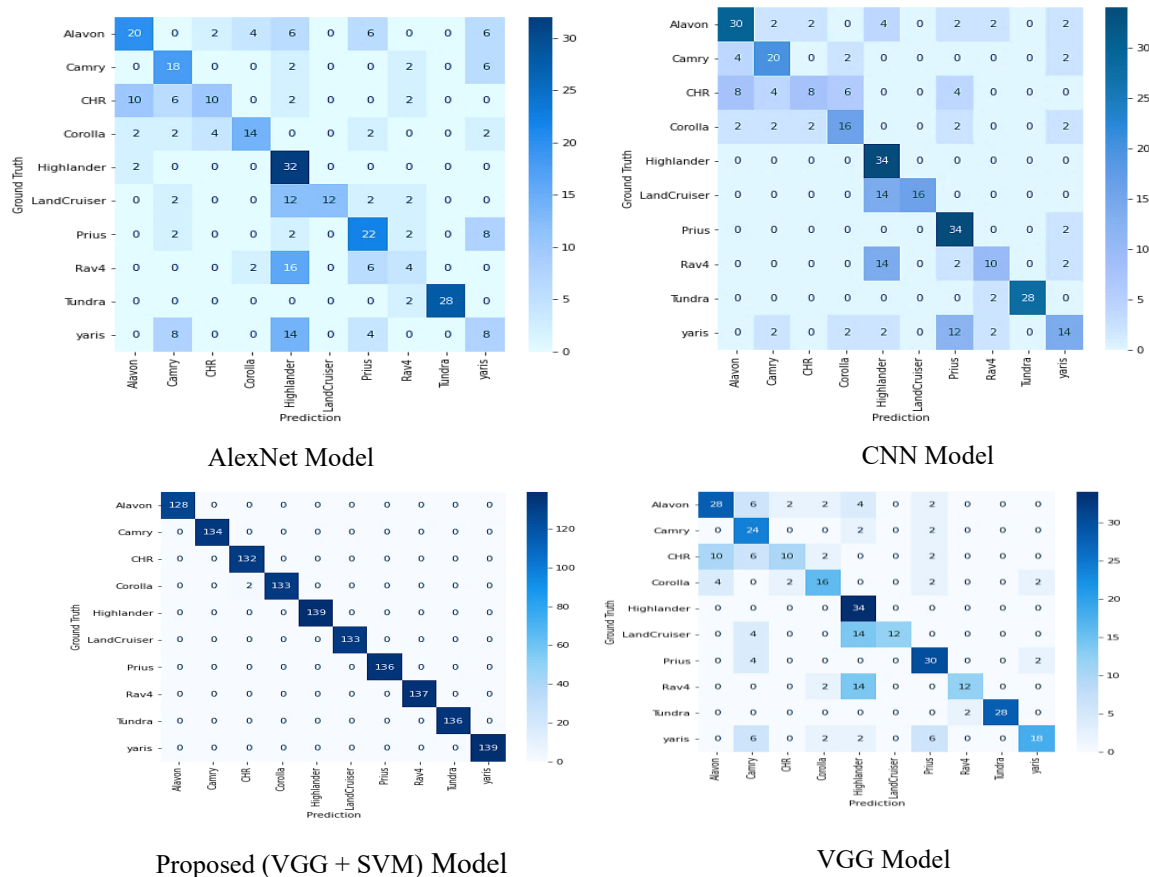 Alavon 20 0 2 4 6 0 6 0 0 6
Camry 0 18 0 0 2 0 0 2 0 6
CHR 10 6 10 0 2 0 0 2 0 0
Corolla 2 2 4 14 0 0 2 0 0 2
Highlander 2 0 0 0 32 0 0 0 0 0
LandCruiser 0 2 0 0 12 12 2 2 0 0
Prius 0 2 0 0 2 0 22 2 0 8
Rav4 0 0 0 2 16 0 6 4 0 0
Tundra 0 0 0 0 0 0 0 2 28 0
yaris 0 8 0 0 14 0 4 0 0 8
Ground Truth
Alavon Camry CHR Corolla Highlander LandCruiser Prius Rav4 Tundra yaris
Prediction
30
25
20
15
10
5
0
AlexNet Model
Alavon 30 2 2 0 4 0 2 2 0 2
Camry 4 20 0 0 0 0 0 0 0 2
CHR 8 4 8 6 0 0 4 0 0 0
Corolla 2 2 2 16 0 0 2 0 0 2
Highlander 0 0 0 0 34 0 0 0 0 0
LandCruiser 0 0 0 0 14 16 0 0 0 0
Prius 0 0 0 0 0 0 34 0 0 2
Rav4 0 0 0 0 14 0 2 10 0 2
Tundra 0 0 0 0 0 0 0 2 28 0
yaris 0 2 0 2 2 0 12 2 0 14
Ground Truth
Alavon Camry CHR Corolla Highlander LandCruiser Prius Rav4 Tundra yaris
Prediction
30
25
20
15
10
5
0
CNN Model
Alavon 128 0 0 0 0 0 0 0 0 0
Camry 0 134 0 0 0 0 0 0 0 0
CHR 0 0 132 0 0 0 0 0 0 0
Corolla 0 0 2 133 0 0 0 0 0 0
Highlander 0 0 0 0 139 0 0 0 0 0
LandCruiser 0 0 0 0 0 133 0 0 0 0
Prius 0 0 0 0 0 0 136 0 0 0
Rav4 0 0 0 0 0 0 0 137 0 0
Tundra 0 0 0 0 0 0 0 0 136 0
yaris 0 0 0 0 0 0 0 0 0 139
Ground Truth
Alavon Camry CHR Corolla Highlander LandCruiser Prius Rav4 Tundra yaris
Prediction
120
100
80
60
40
20
0
Proposed (VGG + SVM) Model
Alavon 28 6 2 2 4 0 2 0 0 0
Camry 0 24 0 0 2 0 2 0 0 0
CHR 10 6 10 2 0 0 2 0 0 0
Corolla 4 0 2 16 0 0 2 0 0 2
Highlander 0 0 0 0 34 0 0 0 0 0
LandCruiser 0 4 0 0 14 12 0 0 0 0
Prius 0 4 0 0 0 0 30 0 0 2
Rav4 0 0 0 2 14 0 0 12 0 0
Tundra 0 0 0 0 0 0 0 2 28 0
yaris 0 6 0 2 2 0 6 0 0 18
Ground Truth
Alavon Camry CHR Corolla Highlander LandCruiser Prius Rav4 Tundra yaris
Prediction
30
25
20
15
10
5
0
VGG Model